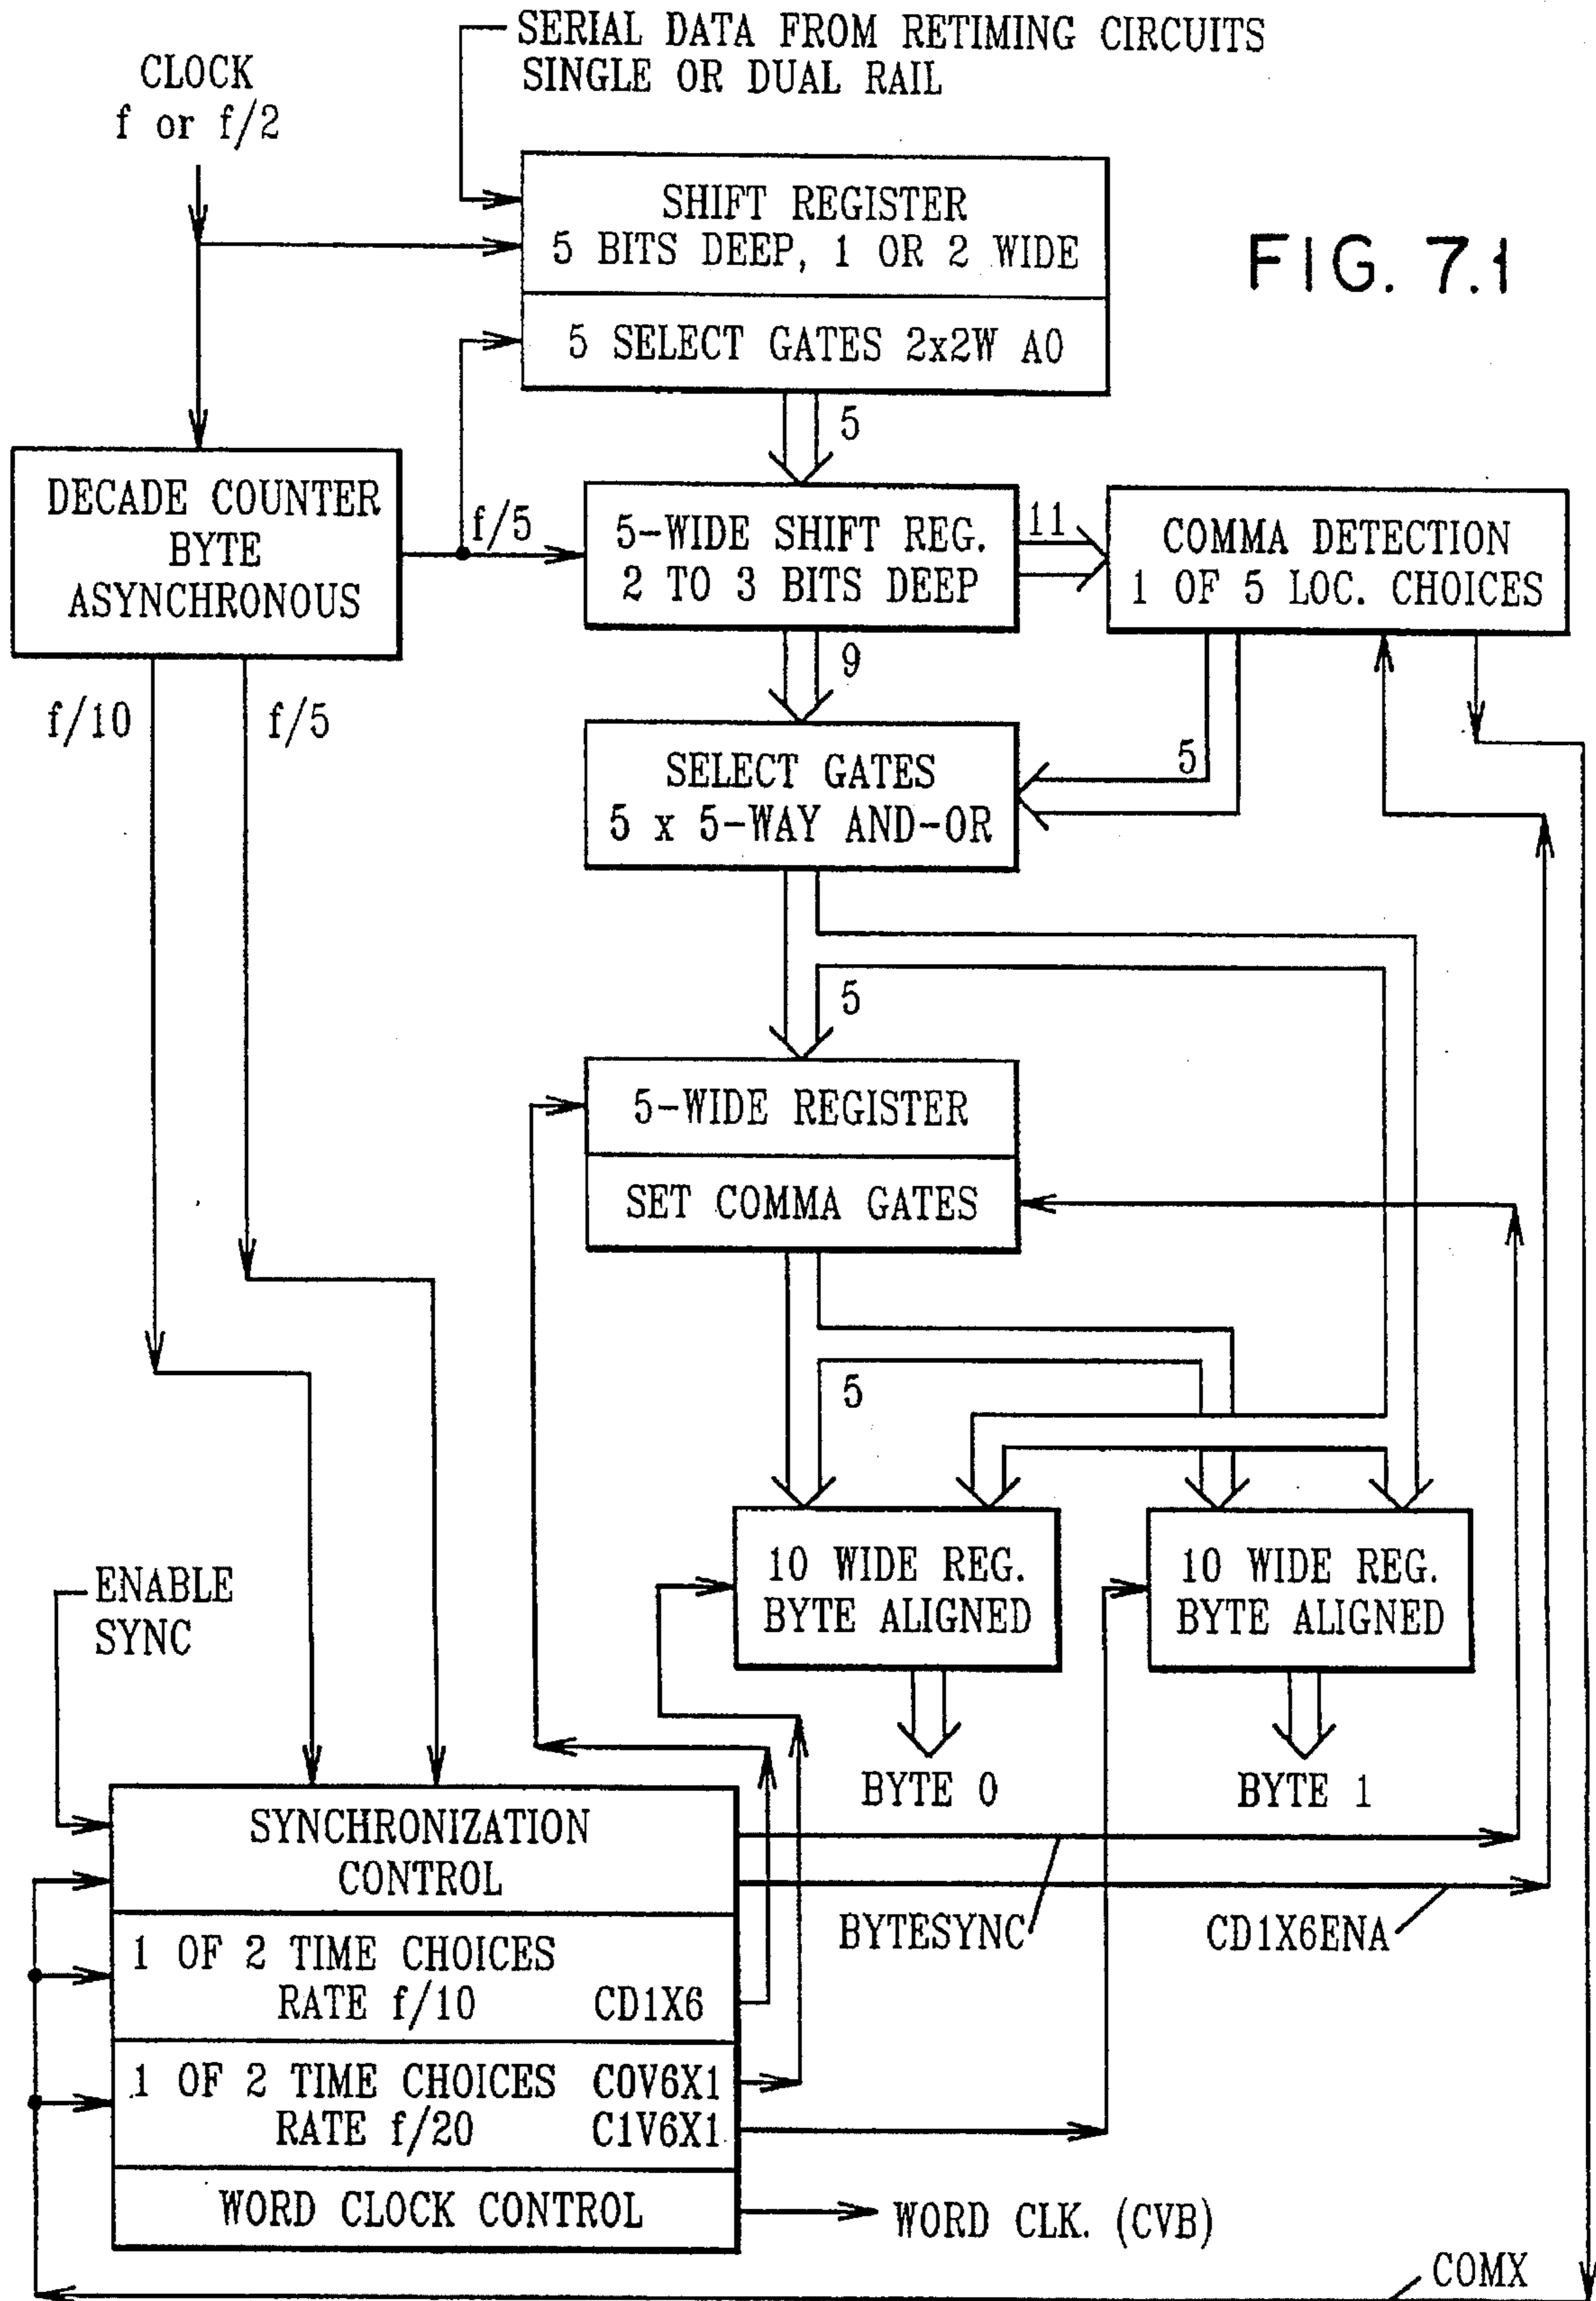 SERIAL DATA FROM RETIMING CIRCUITS
SINGLE OR DUAL RAIL
CLOCK
f or f/2
SHIFT REGISTER
5 BITS DEEP, 1 OR 2 WIDE
5 SELECT GATES 2x2W AO
FIG. 7.1
5
DECADE COUNTER
BYTE
ASYNCHRONOUS
f/5
5-WIDE SHIFT REG.
2 TO 3 BITS DEEP
11
COMMA DETECTION
1 OF 5 LOC. CHOICES
9
f/10
f/5
SELECT GATES
5 x 5-WAY AND-OR
5
5
5-WIDE REGISTER
SET COMMA GATES
5
10 WIDE REG.
BYTE ALIGNED
10 WIDE REG.
BYTE ALIGNED
ENABLE
SYNC
BYTE 0
BYTE 1
SYNCHRONIZATION
CONTROL
BYTESYNC
CD1X6ENA
1 OF 2 TIME CHOICES
RATE f/10 CD1X6
1 OF 2 TIME CHOICES C0V6X1
RATE f/20 C1V6X1
WORD CLOCK CONTROL
WORD CLK. (CVB)
COMX